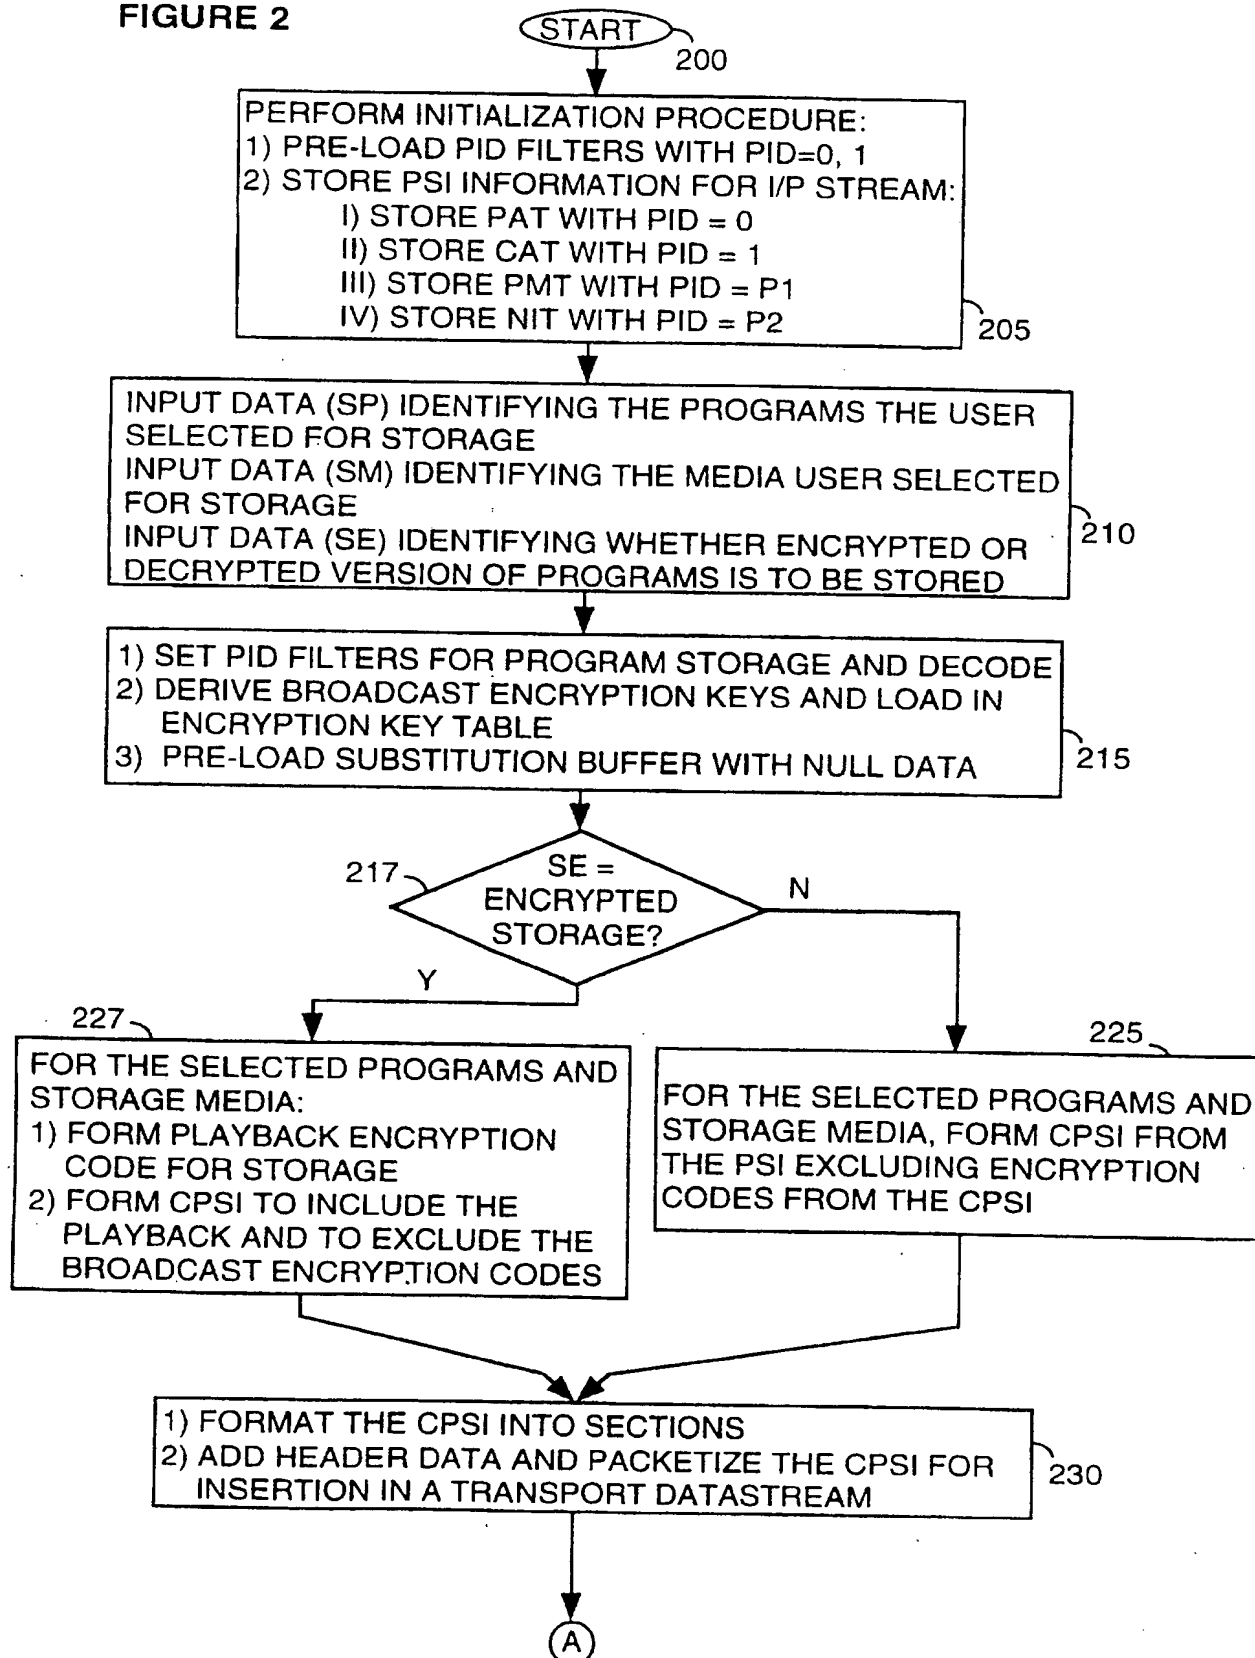 FIGURE 2
START
200
PERFORM INITIALIZATION PROCEDURE:
1) PRE-LOAD PID FILTERS WITH PID=0, 1
2) STORE PSI INFORMATION FOR I/P STREAM:
I) STORE PAT WITH PID = 0
II) STORE CAT WITH PID = 1
III) STORE PMT WITH PID = P1
IV) STORE NIT WITH PID = P2
205
INPUT DATA (SP) IDENTIFYING THE PROGRAMS THE USER
SELECTED FOR STORAGE
INPUT DATA (SM) IDENTIFYING THE MEDIA USER SELECTED
FOR STORAGE
INPUT DATA (SE) IDENTIFYING WHETHER ENCRYPTED OR
DECRYPTED VERSION OF PROGRAMS IS TO BE STORED
210
1) SET PID FILTERS FOR PROGRAM STORAGE AND DECODE
2) DERIVE BROADCAST ENCRYPTION KEYS AND LOAD IN
ENCRYPTION KEY TABLE
3) PRE-LOAD SUBSTITUTION BUFFER WITH NULL DATA
215
217
SE =
ENCRYPTED
STORAGE?
N
Y
227
FOR THE SELECTED PROGRAMS AND
STORAGE MEDIA:
1) FORM PLAYBACK ENCRYPTION
CODE FOR STORAGE
2) FORM CPSI TO INCLUDE THE
PLAYBACK AND TO EXCLUDE THE
BROADCAST ENCRYPTION CODES
225
FOR THE SELECTED PROGRAMS AND
STORAGE MEDIA, FORM CPSI FROM
THE PSI EXCLUDING ENCRYPTION
CODES FROM THE CPSI
1) FORMAT THE CPSI INTO SECTIONS
2) ADD HEADER DATA AND PACKETIZE THE CPSI FOR
INSERTION IN A TRANSPORT DATASTREAM
230
A